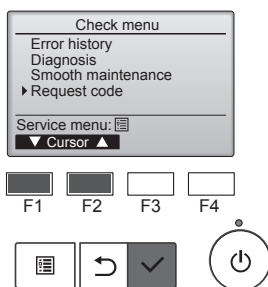 Check menu
Error history
Diagnosis
Smooth maintenance
Request code
Service menu:
▼ Cursor ▲
F1 F2 F3 F4